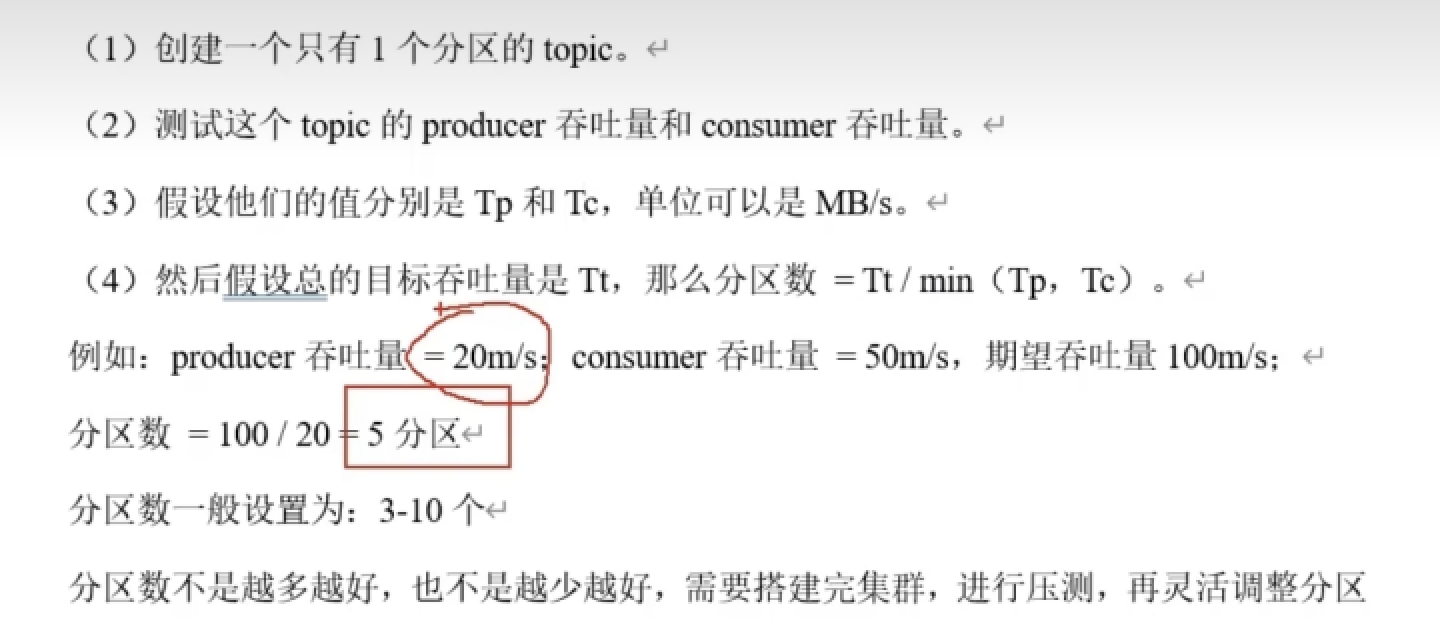 （1）创建一个只有 1 个分区的 topic。↵
（2）测试这个 topic 的 producer 吞吐量和 consumer 吞吐量。↵
（3）假设他们的值分别是 Tp 和 Tc，单位可以是 MB/s。↵
（4）然后假设总的目标吞吐量是 Tt，那么分区数 = Tt / min（Tp，Tc）。↵
例如：producer 吞吐量 = 20m/s；consumer 吞吐量 = 50m/s，期望吞吐量 100m/s；↵
分区数 = 100 / 20 = 5 分区↵
分区数一般设置为：3-10 个↵
分区数不是越多越好，也不是越少越好，需要搭建完集群，进行压测，再灵活调整分区